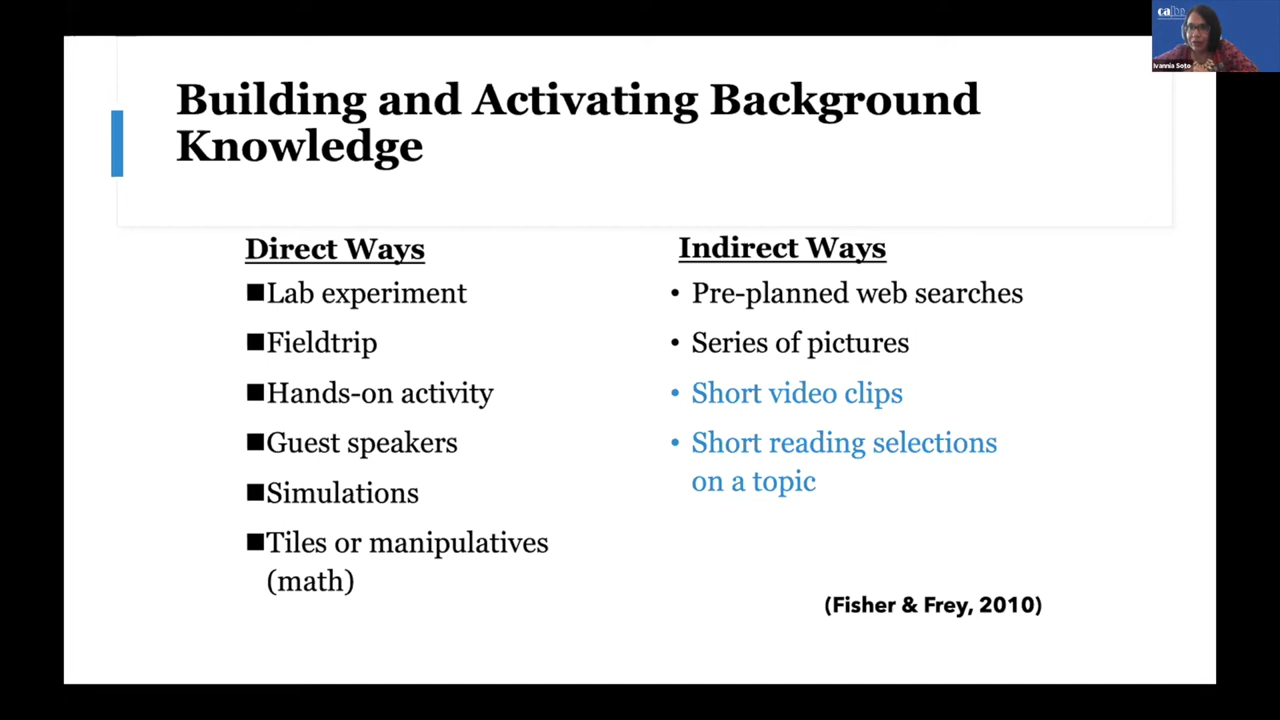 Building and Activating Background
Knowledge
Direct Ways
■Lab experiment
■Fieldtrip
■Hands-on activity
■Guest speakers
■Simulations
■Tiles or manipulatives
(math)
Indirect Ways
• Pre-planned web searches
• Series of pictures
• Short video clips
• Short reading selections
on a topic
(Fisher & Frey, 2010)
Ivannia Soto